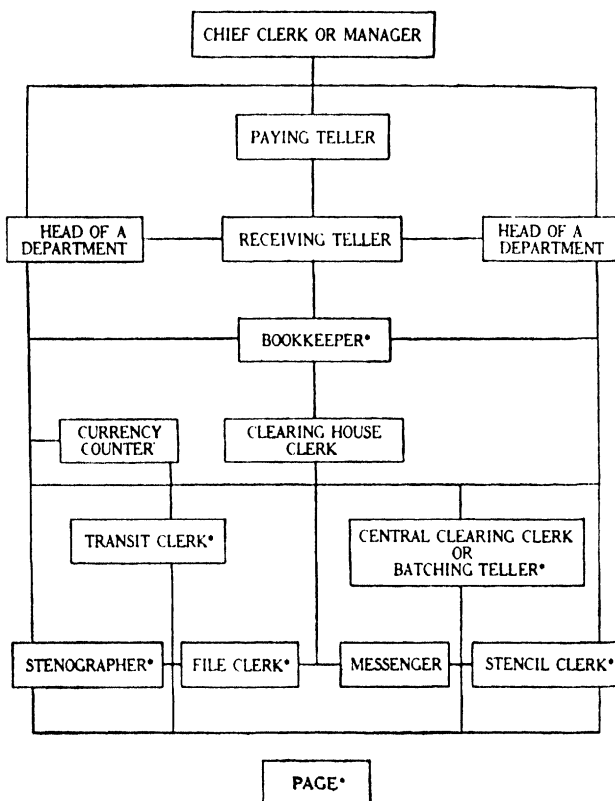 CHIEF CLERK OR MANAGER
PAYING TELLER
HEAD OF A
DEPARTMENT
RECEIVING TELLER
HEAD OF A
DEPARTMENT
BOOKKEEPER*
CURRENCY
COUNTER
CLEARING HOUSE
CLERK
TRANSIT CLERK*
CENTRAL CLEARING CLERK
OR
BATCHING TELLER*
STENOGRAPHER*
FILE CLERK*
MESSENGER
STENCIL CLERK*
PAGE*